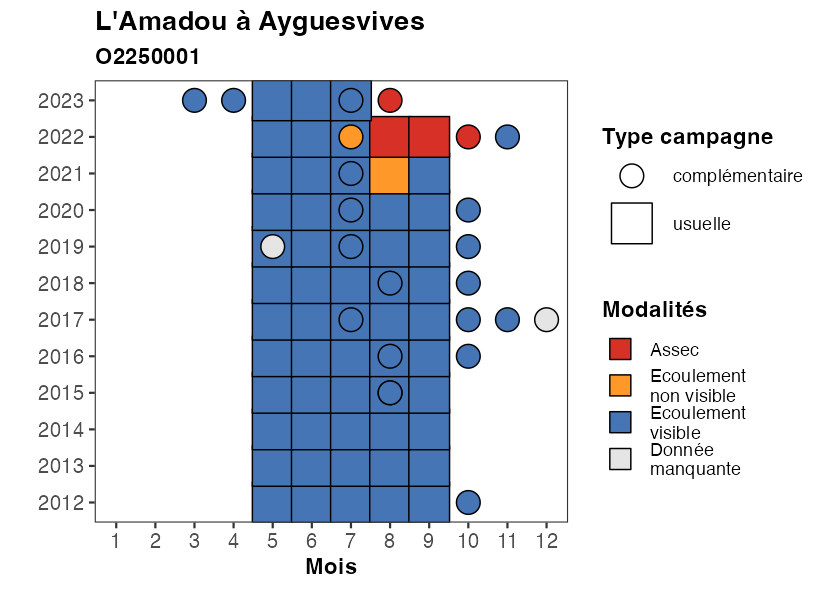 L'Amadou à Ayguesvives
O2250001
2023
2022
2021
2020
2019
2018
2017
2016
2015
2014
2013
2012
1 2 3 4 5 6 7 8 9 10 11 12
Mois
Type campagne
complémentaire
usuelle
Modalités
Assec
Ecoulement
non visible
Ecoulement
visible
Donnée
manquante